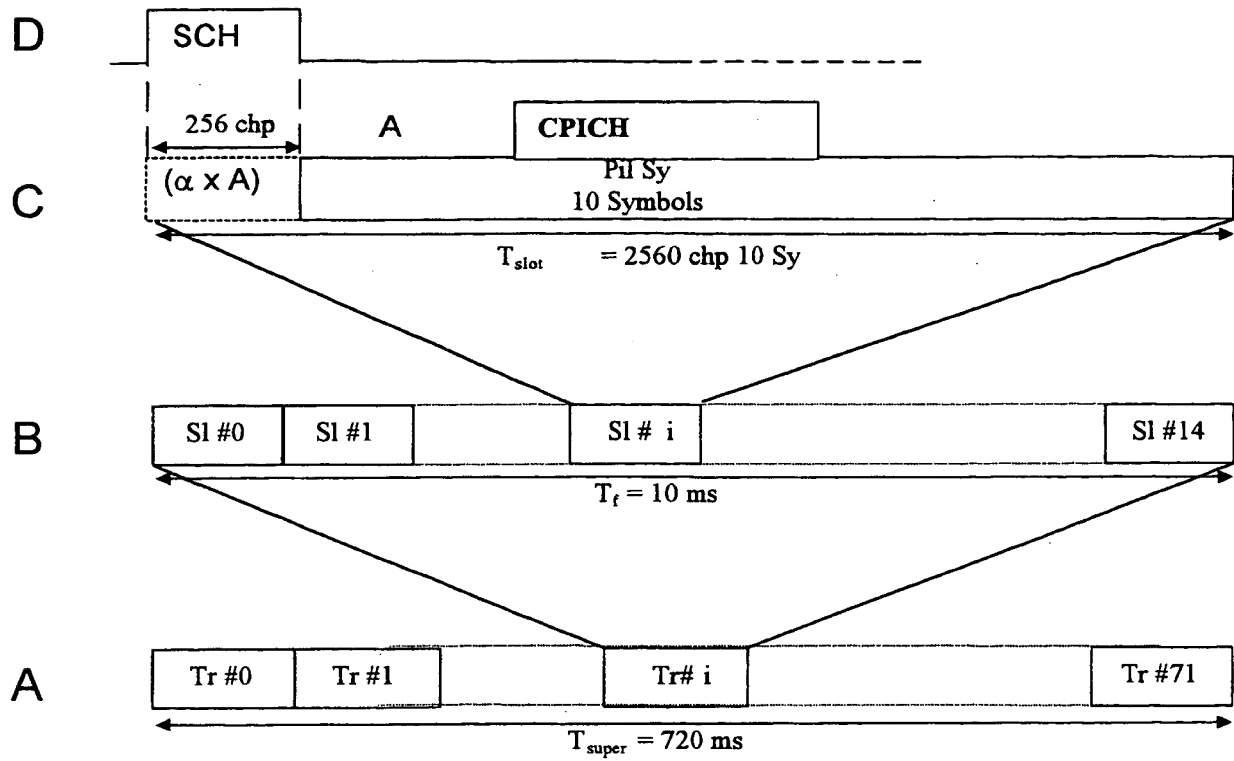 D
SCH
256 chp
A
CPICH
C
(α x A)
Pil Sy
10 Symbols
T_slot = 2560 chp 10 Sy
B
Sl #0
Sl #1
Sl # i
Sl #14
T_f = 10 ms
A
Tr #0
Tr #1
Tr# i
Tr #71
T_super = 720 ms